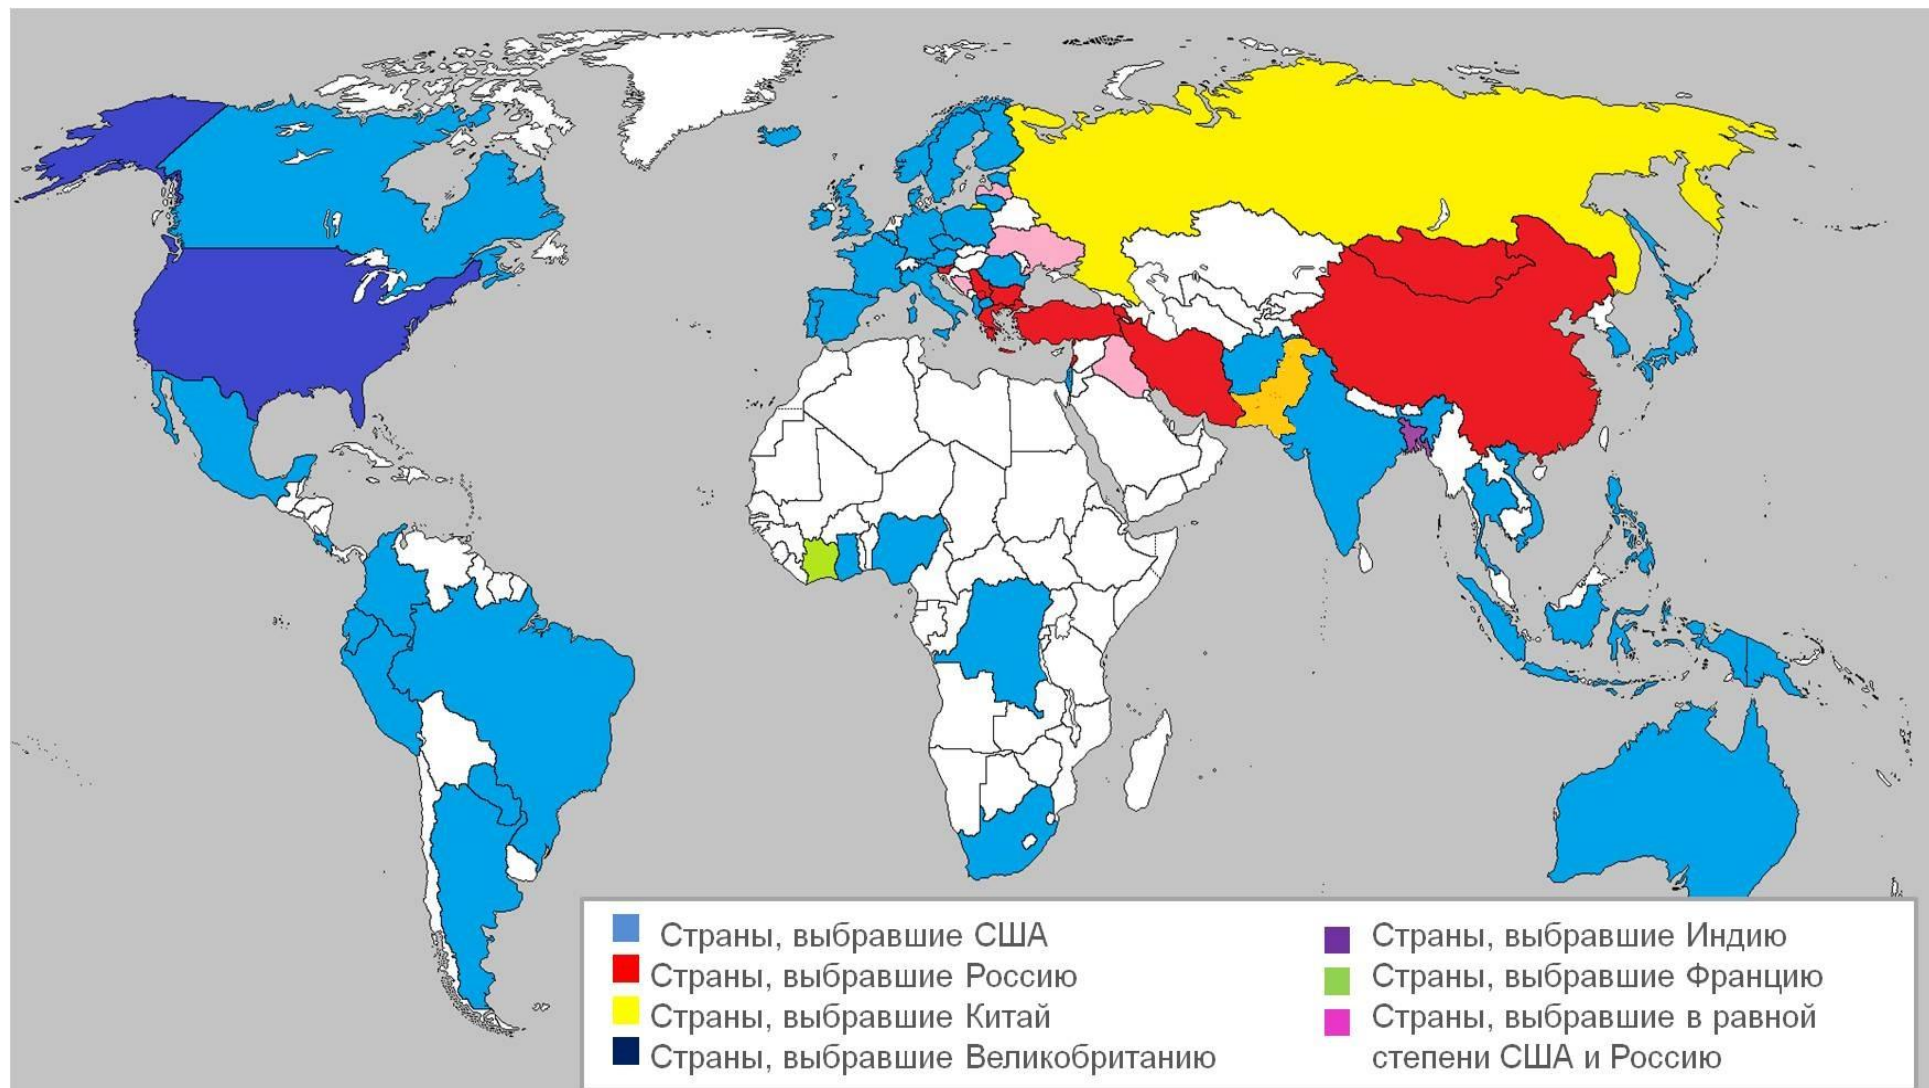 Страны, выбравшие США
Страны, выбравшие Россию
Страны, выбравшие Китай
Страны, выбравшие Великобританию
Страны, выбравшие Индию
Страны, выбравшие Францию
Страны, выбравшие в равной
степени США и Россию